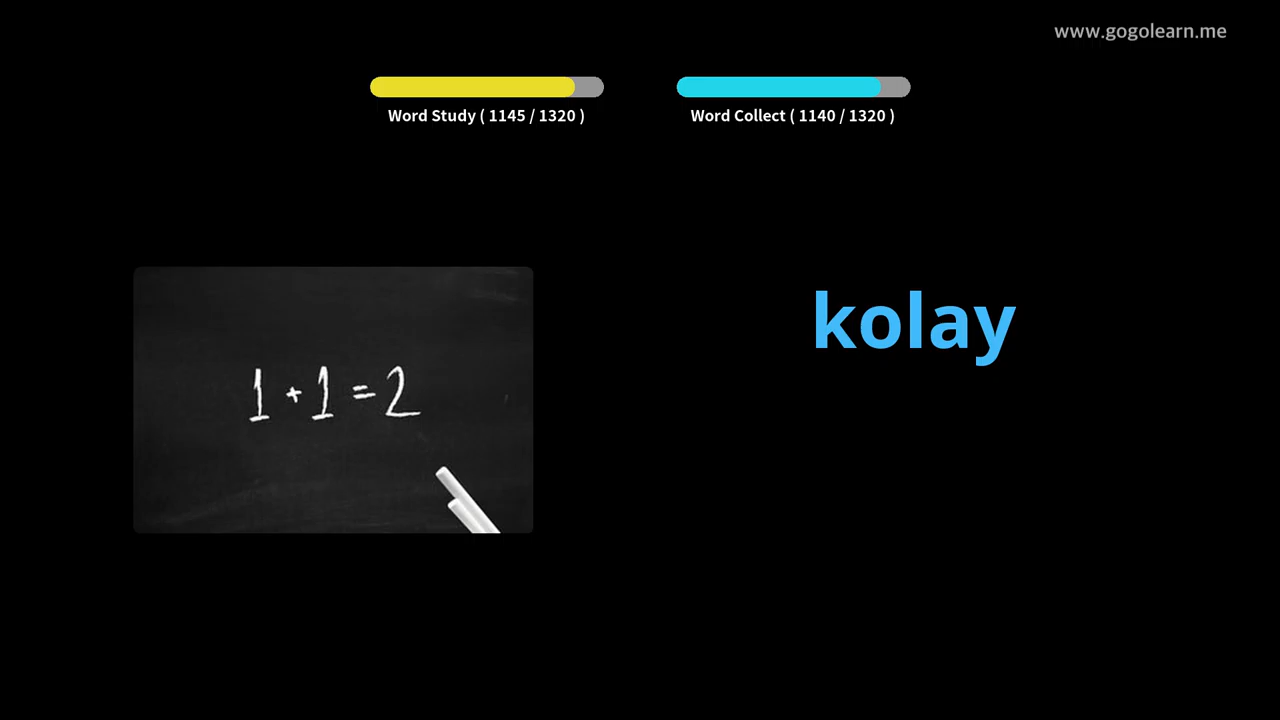 www.gogolearn.me
Word Study ( 1145 / 1320 )
Word Collect ( 1140 / 1320 )
kolay
1 + 1 = 2